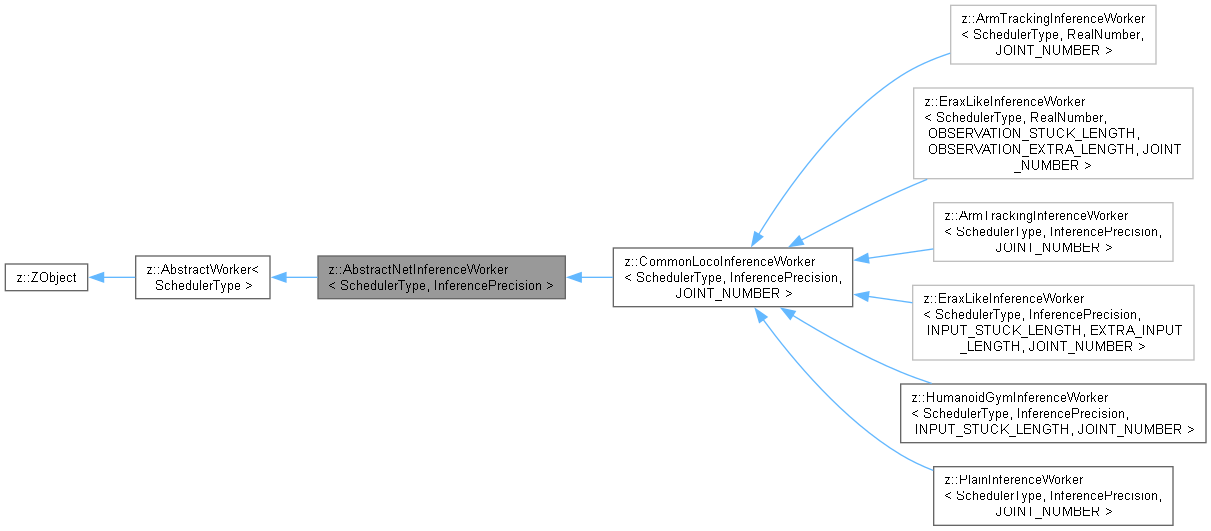 z::ZObject
z::AbstractWorker<
SchedulerType >
z::AbstractNetInferenceWorker
< SchedulerType, InferencePrecision >
z::CommonLocoInferenceWorker
< SchedulerType, InferencePrecision,
JOINT_NUMBER >
z::ArmTrackingInferenceWorker
< SchedulerType, RealNumber,
JOINT_NUMBER >
z::EraxLikeInferenceWorker
< SchedulerType, RealNumber,
OBSERVATION_STUCK_LENGTH,
OBSERVATION_EXTRA_LENGTH, JOINT
_NUMBER >
z::ArmTrackingInferenceWorker
< SchedulerType, InferencePrecision,
JOINT_NUMBER >
z::EraxLikeInferenceWorker
< SchedulerType, InferencePrecision,
INPUT_STUCK_LENGTH, EXTRA_INPUT
_LENGTH, JOINT_NUMBER >
z::HumanoidGymInferenceWorker
< SchedulerType, InferencePrecision,
INPUT_STUCK_LENGTH, JOINT_NUMBER >
z::PlainInferenceWorker
< SchedulerType, InferencePrecision,
JOINT_NUMBER >